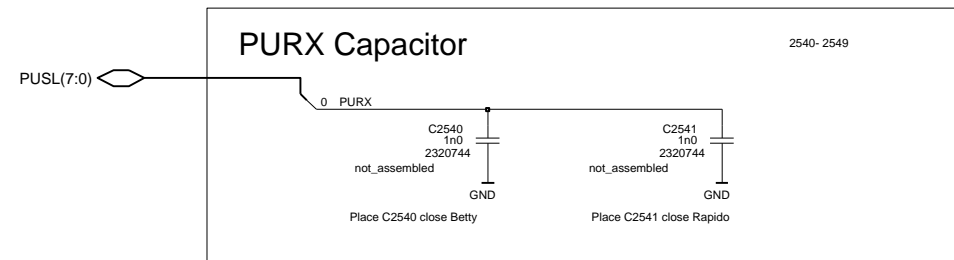 PURX Capacitor
2540- 2549
PUSL(7:0)
0 PURX
C2540
1n0
2320744
not_assembled
GND
Place C2540 close Betty
C2541
1n0
2320744
not_assembled
GND
Place C2541 close Rapido